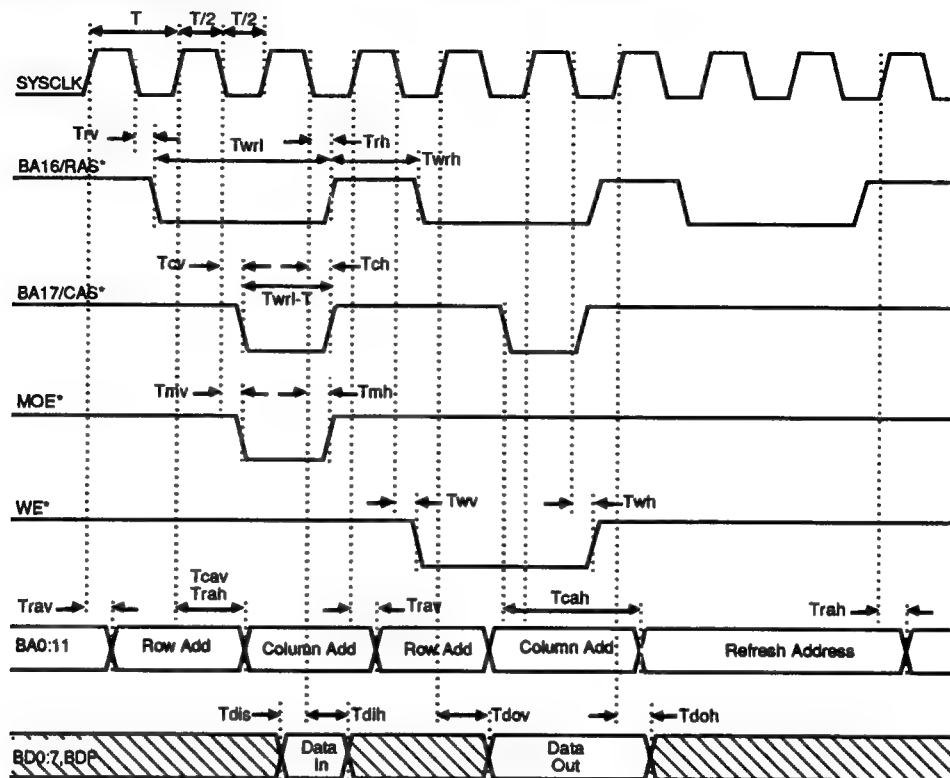 T T/2 T/2
SYSCLK
Trv Twrl Trh Twrh
BA16/RAS*
Tcv Tch
Twrl-T
BA17/CAS*
Tmv Tmh
MOE*
Twv Twh
WE*
Tcav
Trah
Trav Trav Tcah Trah
BA0:11 Row Add Column Add Row Add Column Add Refresh Address
Tdis Tdih Tdov Tdoh
BD0:7,BDP Data In Data Out